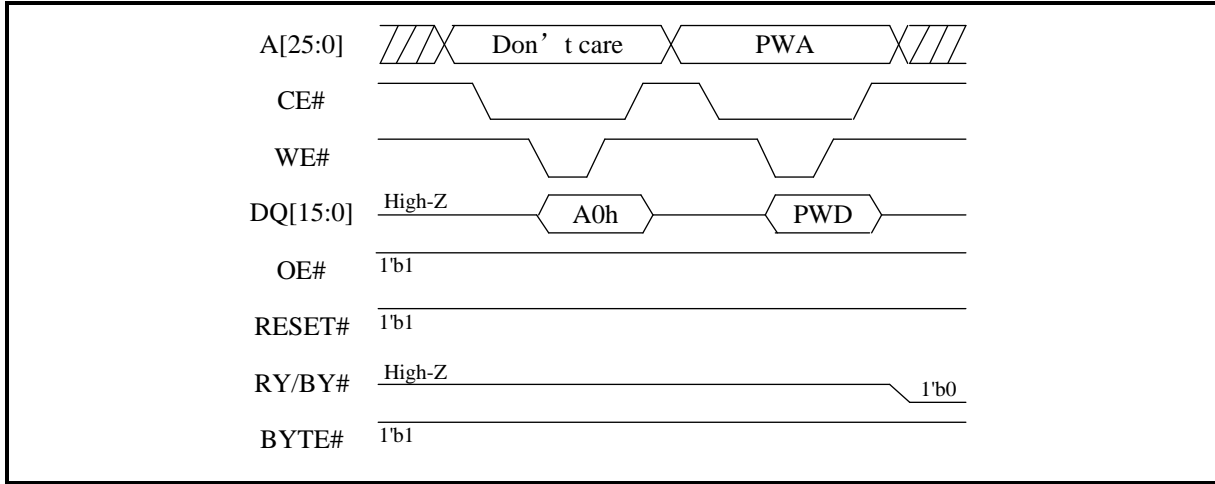 A[25:0] Don’t care PWA
CE#
WE#
DQ[15:0] High-Z A0h PWD
OE# 1'b1
RESET# 1'b1
RY/BY# High-Z 1'b0
BYTE# 1'b1